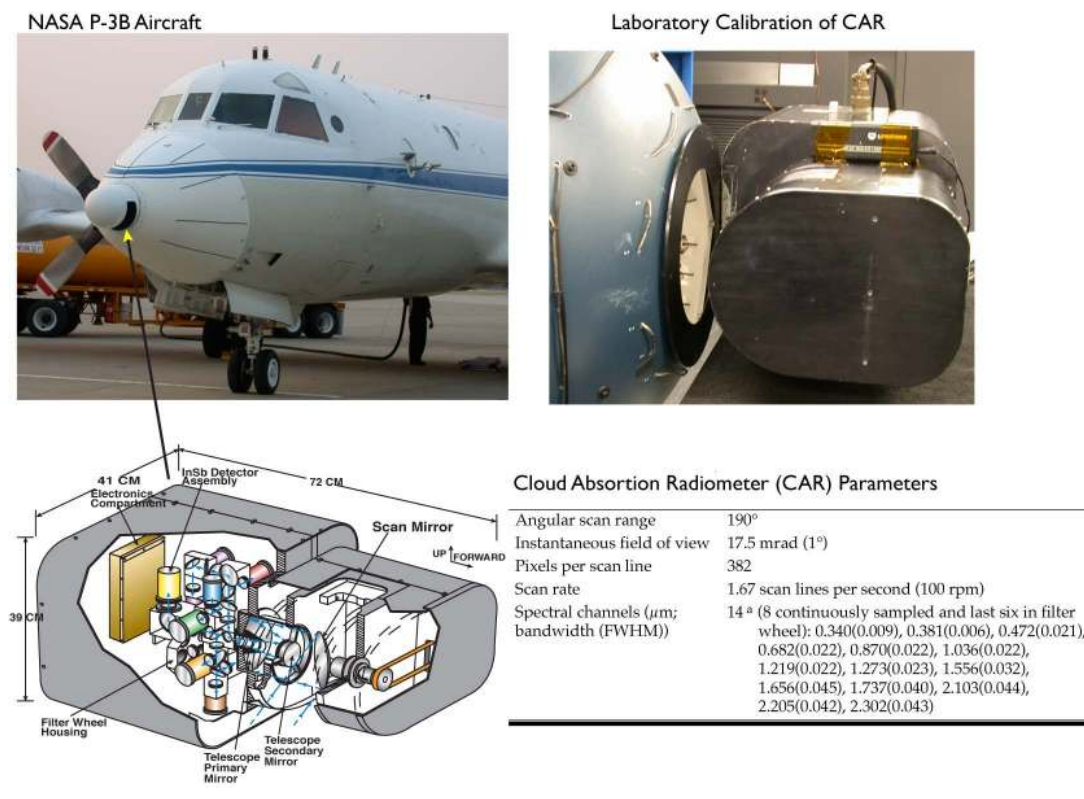 NASA P-3B Aircraft
Laboratory Calibration of CAR
41 CM
Electronics
Compartment
InSb Detector
Assembly
72 CM
Scan Mirror
UP
FORWARD
39 CM
Filter Wheel
Housing
Telescope
Primary
Mirror
Telescope
Secondary
Mirror
Cloud Absortion Radiometer (CAR) Parameters
Angular scan range 190°
Instantaneous field of view 17.5 mrad (1°)
Pixels per scan line 382
Scan rate 1.67 scan lines per second (100 rpm)
Spectral channels (μm; 14 a (8 continuously sampled and last six in filter
bandwidth (FWHM)) wheel): 0.340(0.009), 0.381(0.006), 0.472(0.021),
0.682(0.022), 0.870(0.022), 1.036(0.022),
1.219(0.022), 1.273(0.023), 1.556(0.032),
1.656(0.045), 1.737(0.040), 2.103(0.044),
2.205(0.042), 2.302(0.043)